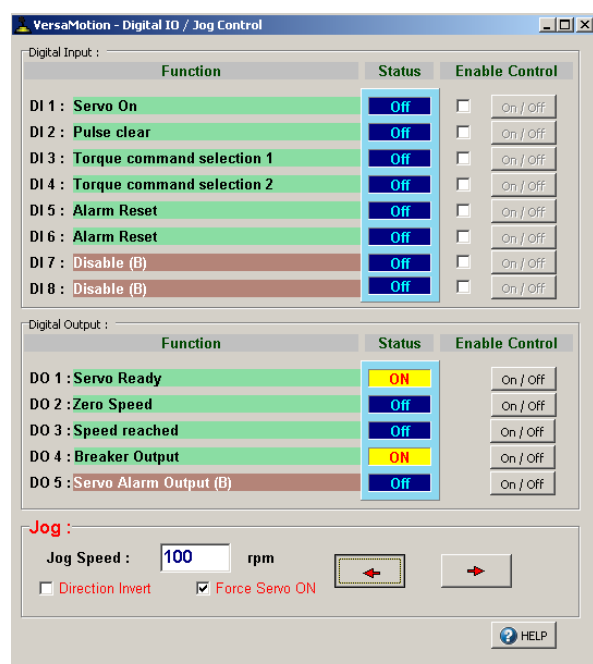 VersaMotion - Digital IO / Jog Control
Digital Input :
Function Status Enable Control
DI 1 : Servo On Off On / Off
DI 2 : Pulse clear Off On / Off
DI 3 : Torque command selection 1 Off On / Off
DI 4 : Torque command selection 2 Off On / Off
DI 5 : Alarm Reset Off On / Off
DI 6 : Alarm Reset Off On / Off
DI 7 : Disable (B) Off On / Off
DI 8 : Disable (B) Off On / Off
Digital Output :
Function Status Enable Control
DO 1 : Servo Ready ON On / Off
DO 2 : Zero Speed Off On / Off
DO 3 : Speed reached Off On / Off
DO 4 : Breaker Output ON On / Off
DO 5 : Servo Alarm Output (B) Off On / Off
Jog :
Jog Speed : 100 rpm
Direction Invert Force Servo ON
HELP